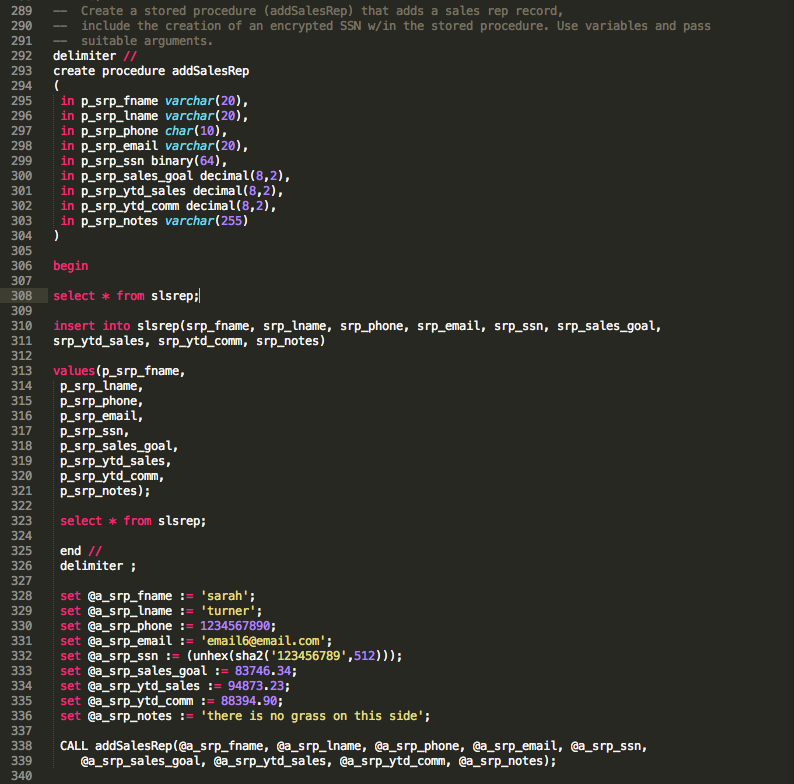 289 -- Create a stored procedure (addSalesRep) that adds a sales rep record,
290 -- include the creation of an encrypted SSN w/in the stored procedure. Use variables and pass
291 -- suitable arguments.
292 delimiter //
293 create procedure addSalesRep
294 (
295 in p_srp_fname varchar(20),
296 in p_srp_lname varchar(20),
297 in p_srp_phone char(10),
298 in p_srp_email varchar(20),
299 in p_srp_ssn binary(64),
300 in p_srp_sales_goal decimal(8,2),
301 in p_srp_ytd_sales decimal(8,2),
302 in p_srp_ytd_comm decimal(8,2),
303 in p_srp_notes varchar(255)
304 )
305
306 begin
307
308 select * from slsrep;
309
310 insert into slsrep(srp_fname, srp_lname, srp_phone, srp_email, srp_ssn, srp_sales_goal,
311 srp_ytd_sales, srp_ytd_comm, srp_notes)
312
313 values(p_srp_fname,
314 p_srp_lname,
315 p_srp_phone,
316 p_srp_email,
317 p_srp_ssn,
318 p_srp_sales_goal,
319 p_srp_ytd_sales,
320 p_srp_ytd_comm,
321 p_srp_notes);
322
323 select * from slsrep;
324
325 end //
326 delimiter ;
327
328 set @a_srp_fname := 'sarah';
329 set @a_srp_lname := 'turner';
330 set @a_srp_phone := 1234567890;
331 set @a_srp_email := 'email6@email.com';
332 set @a_srp_ssn := (unhex(sha2('123456789',512)));
333 set @a_srp_sales_goal := 83746.34;
334 set @a_srp_ytd_sales := 94873.23;
335 set @a_srp_ytd_comm := 88394.90;
336 set @a_srp_notes := 'there is no grass on this side';
337
338 CALL addSalesRep(@a_srp_fname, @a_srp_lname, @a_srp_phone, @a_srp_email, @a_srp_ssn,
339 @a_srp_sales_goal, @a_srp_ytd_sales, @a_srp_ytd_comm, @a_srp_notes);
340